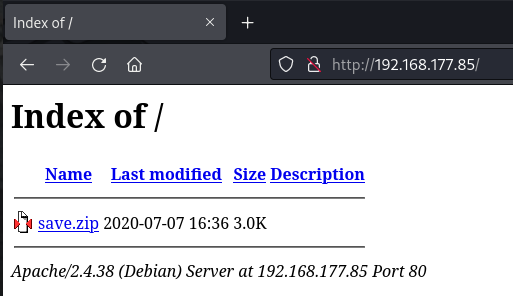 Index of /
http://192.168.177.85/
Index of /
Name Last modified Size Description
save.zip 2020-07-07 16:36 3.0K
Apache/2.4.38 (Debian) Server at 192.168.177.85 Port 80